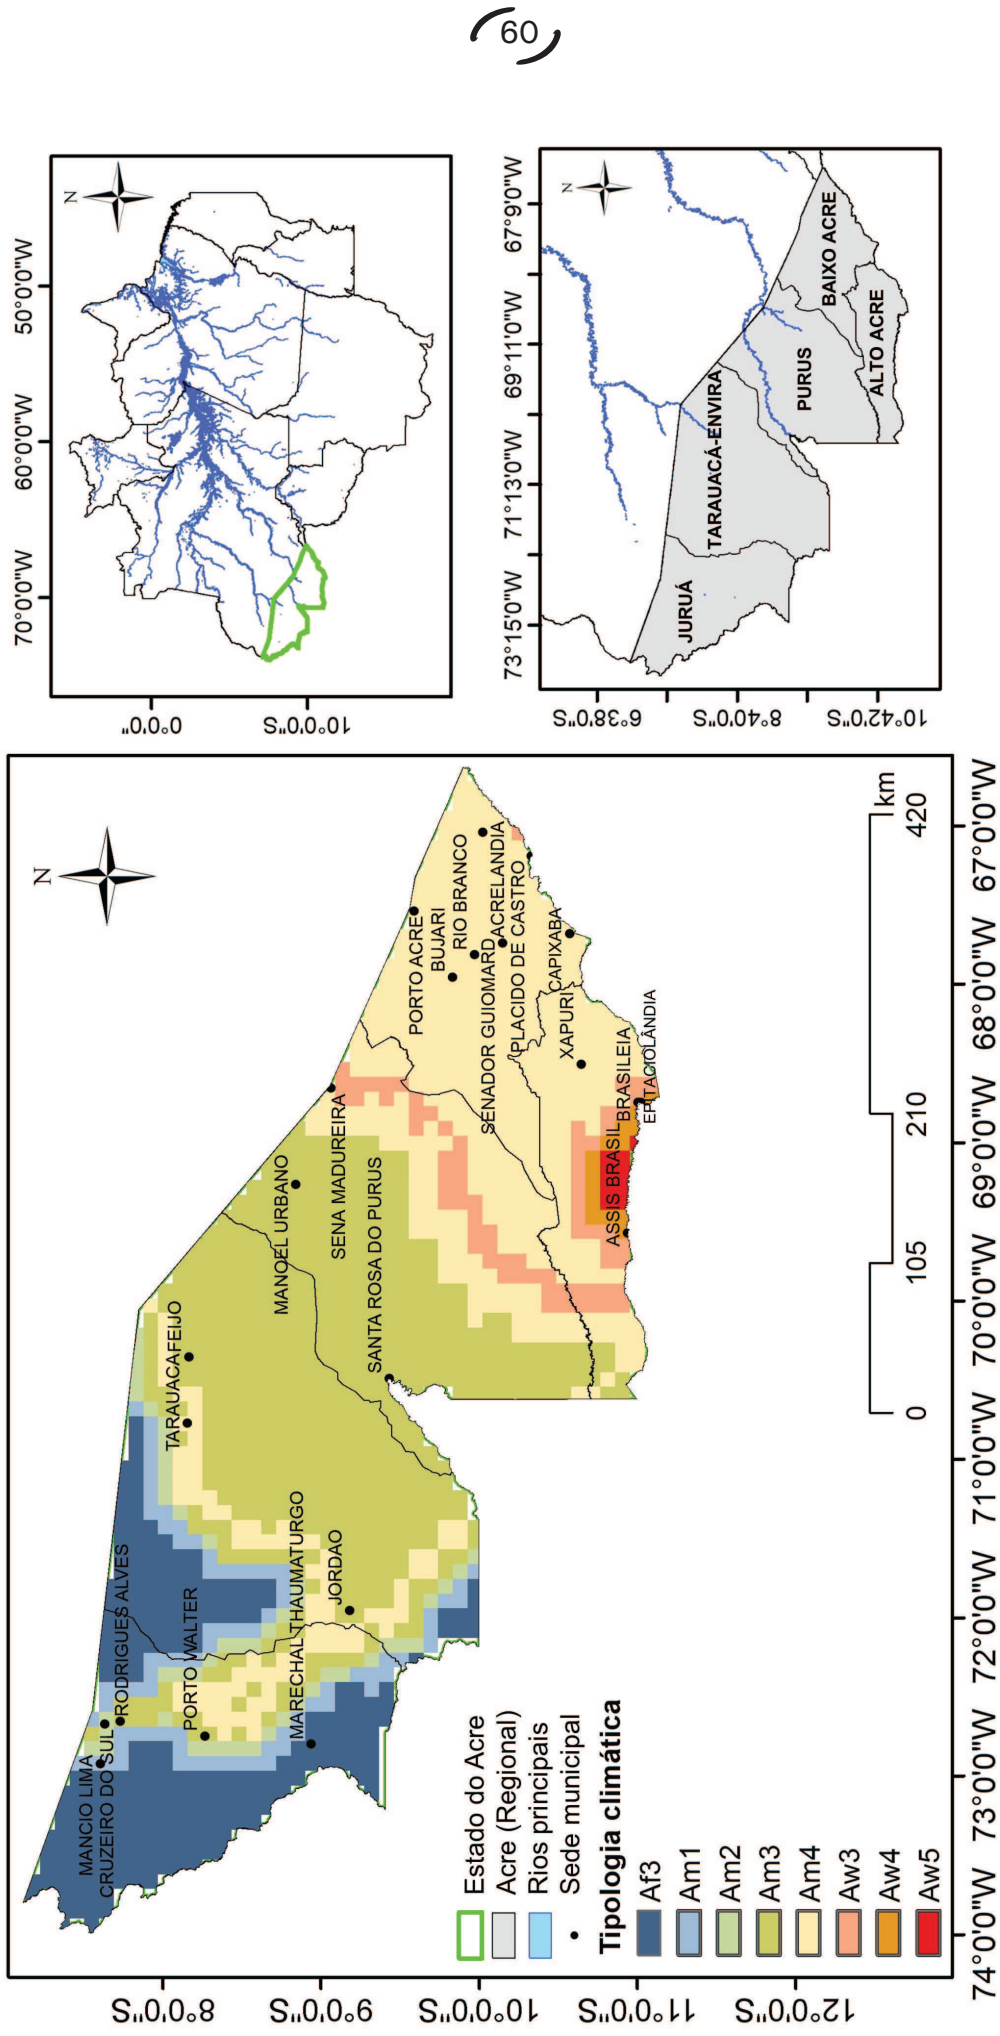 60
N
70°0'0"W
60°0'0"W
50°0'0"W
0°0'0"
10°0'0"S
N
73°15'0"W
71°13'0"W
69°11'0"W
67°9'0"W
6°38'0"S
8°40'0"S
10°42'0"S
JURUÁ
TARAUACÁ-ENVIRA
PURUS
BAIXO ACRE
ALTO ACRE
N
MANCIO LIMA
CRUZEIRO DO SUL
RODRIGUES ALVES
PORTO WALTER
MARECHAL THAUMATURGO
JORDAO
TARAUACAFEIJO
MANOEL URBANO
SENA MADUREIRA
SANTA ROSA DO PURUS
PORTO ACRE
BUJARI
RIO BRANCO
SENADOR GUIOMARD
ACRELANDIA
PLACIDO DE CASTRO
CAPIXABA
XAPURI
ASSIS BRASIL
BRASILEIA
EPITACIOLÂNDIA
Estado do Acre
Acre (Regional)
Rios principais
Sede municipal
Tipologia climática
Af3
Am1
Am2
Am3
Am4
Aw3
Aw4
Aw5
km
0
105
210
420
8°0'0"S
9°0'0"S
10°0'0"S
11°0'0"S
12°0'0"S
74°0'0"W
73°0'0"W
72°0'0"W
71°0'0"W
70°0'0"W
69°0'0"W
68°0'0"W
67°0'0"W